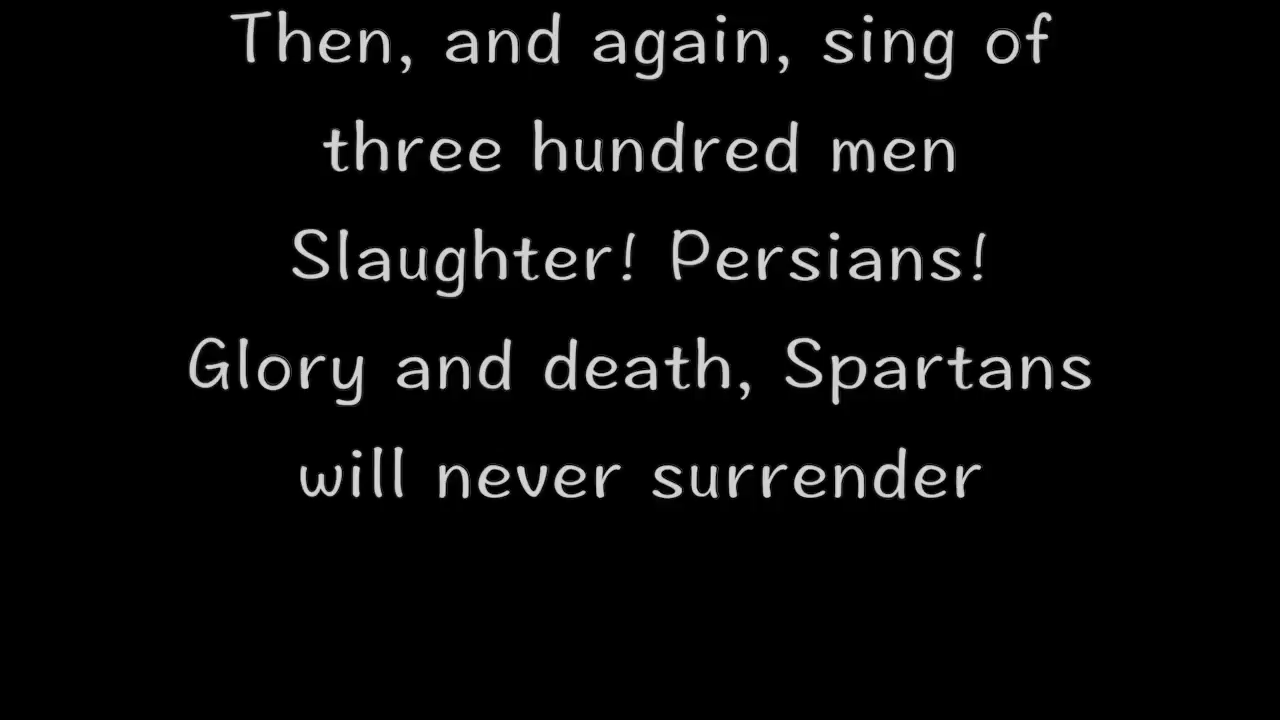 Then, and again, sing of
three hundred men
Slaughter! Persians!
Glory and death, Spartans
will never surrender